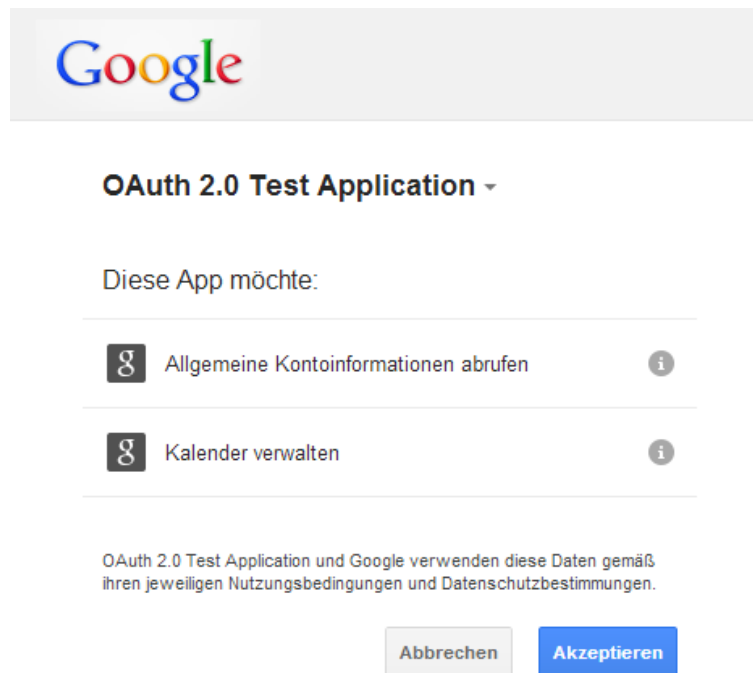 Google
OAuth 2.0 Test Application
Diese App möchte:
Allgemeine Kontoinformationen abrufen
Kalender verwalten
OAuth 2.0 Test Application und Google verwenden diese Daten gemäß
ihren jeweiligen Nutzungsbedingungen und Datenschutzbestimmungen.
Abbrechen Akzeptieren